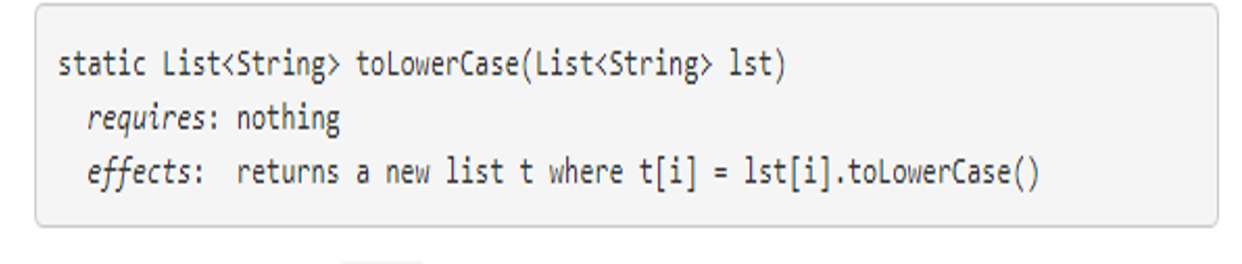 static List<String> toLowerCase(List<String> lst)
requires: nothing
effects: returns a new list t where t[i] = lst[i].toLowerCase()